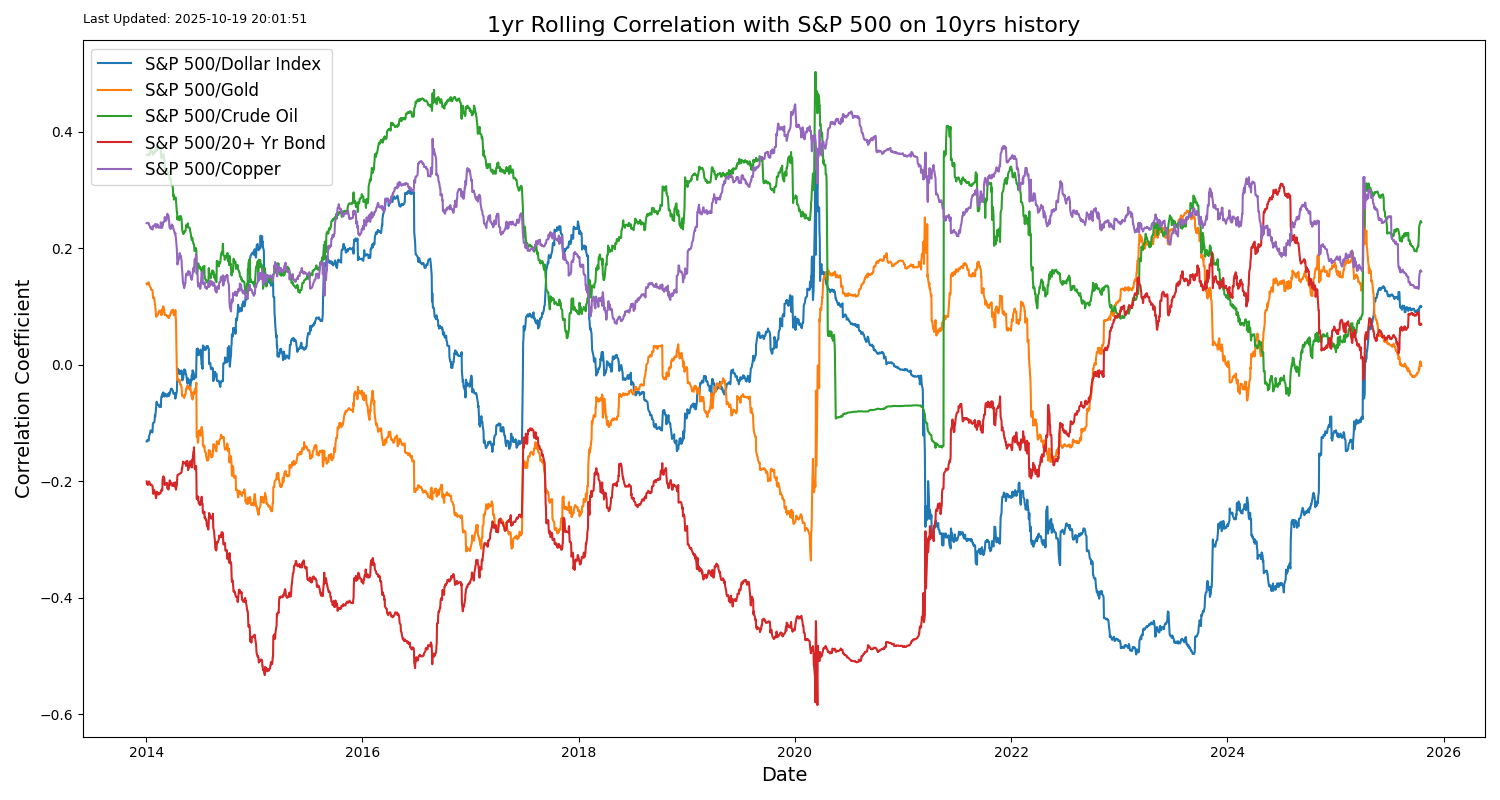 Last Updated: 2025-10-19 20:01:51
1yr Rolling Correlation with S&P 500 on 10yrs history
S&P 500/Dollar Index
S&P 500/Gold
S&P 500/Crude Oil
S&P 500/20+ Yr Bond
S&P 500/Copper
Correlation Coefficient
0.4
0.2
0.0
−0.2
−0.4
−0.6
2014 2016 2018 2020 2022 2024 2026
Date